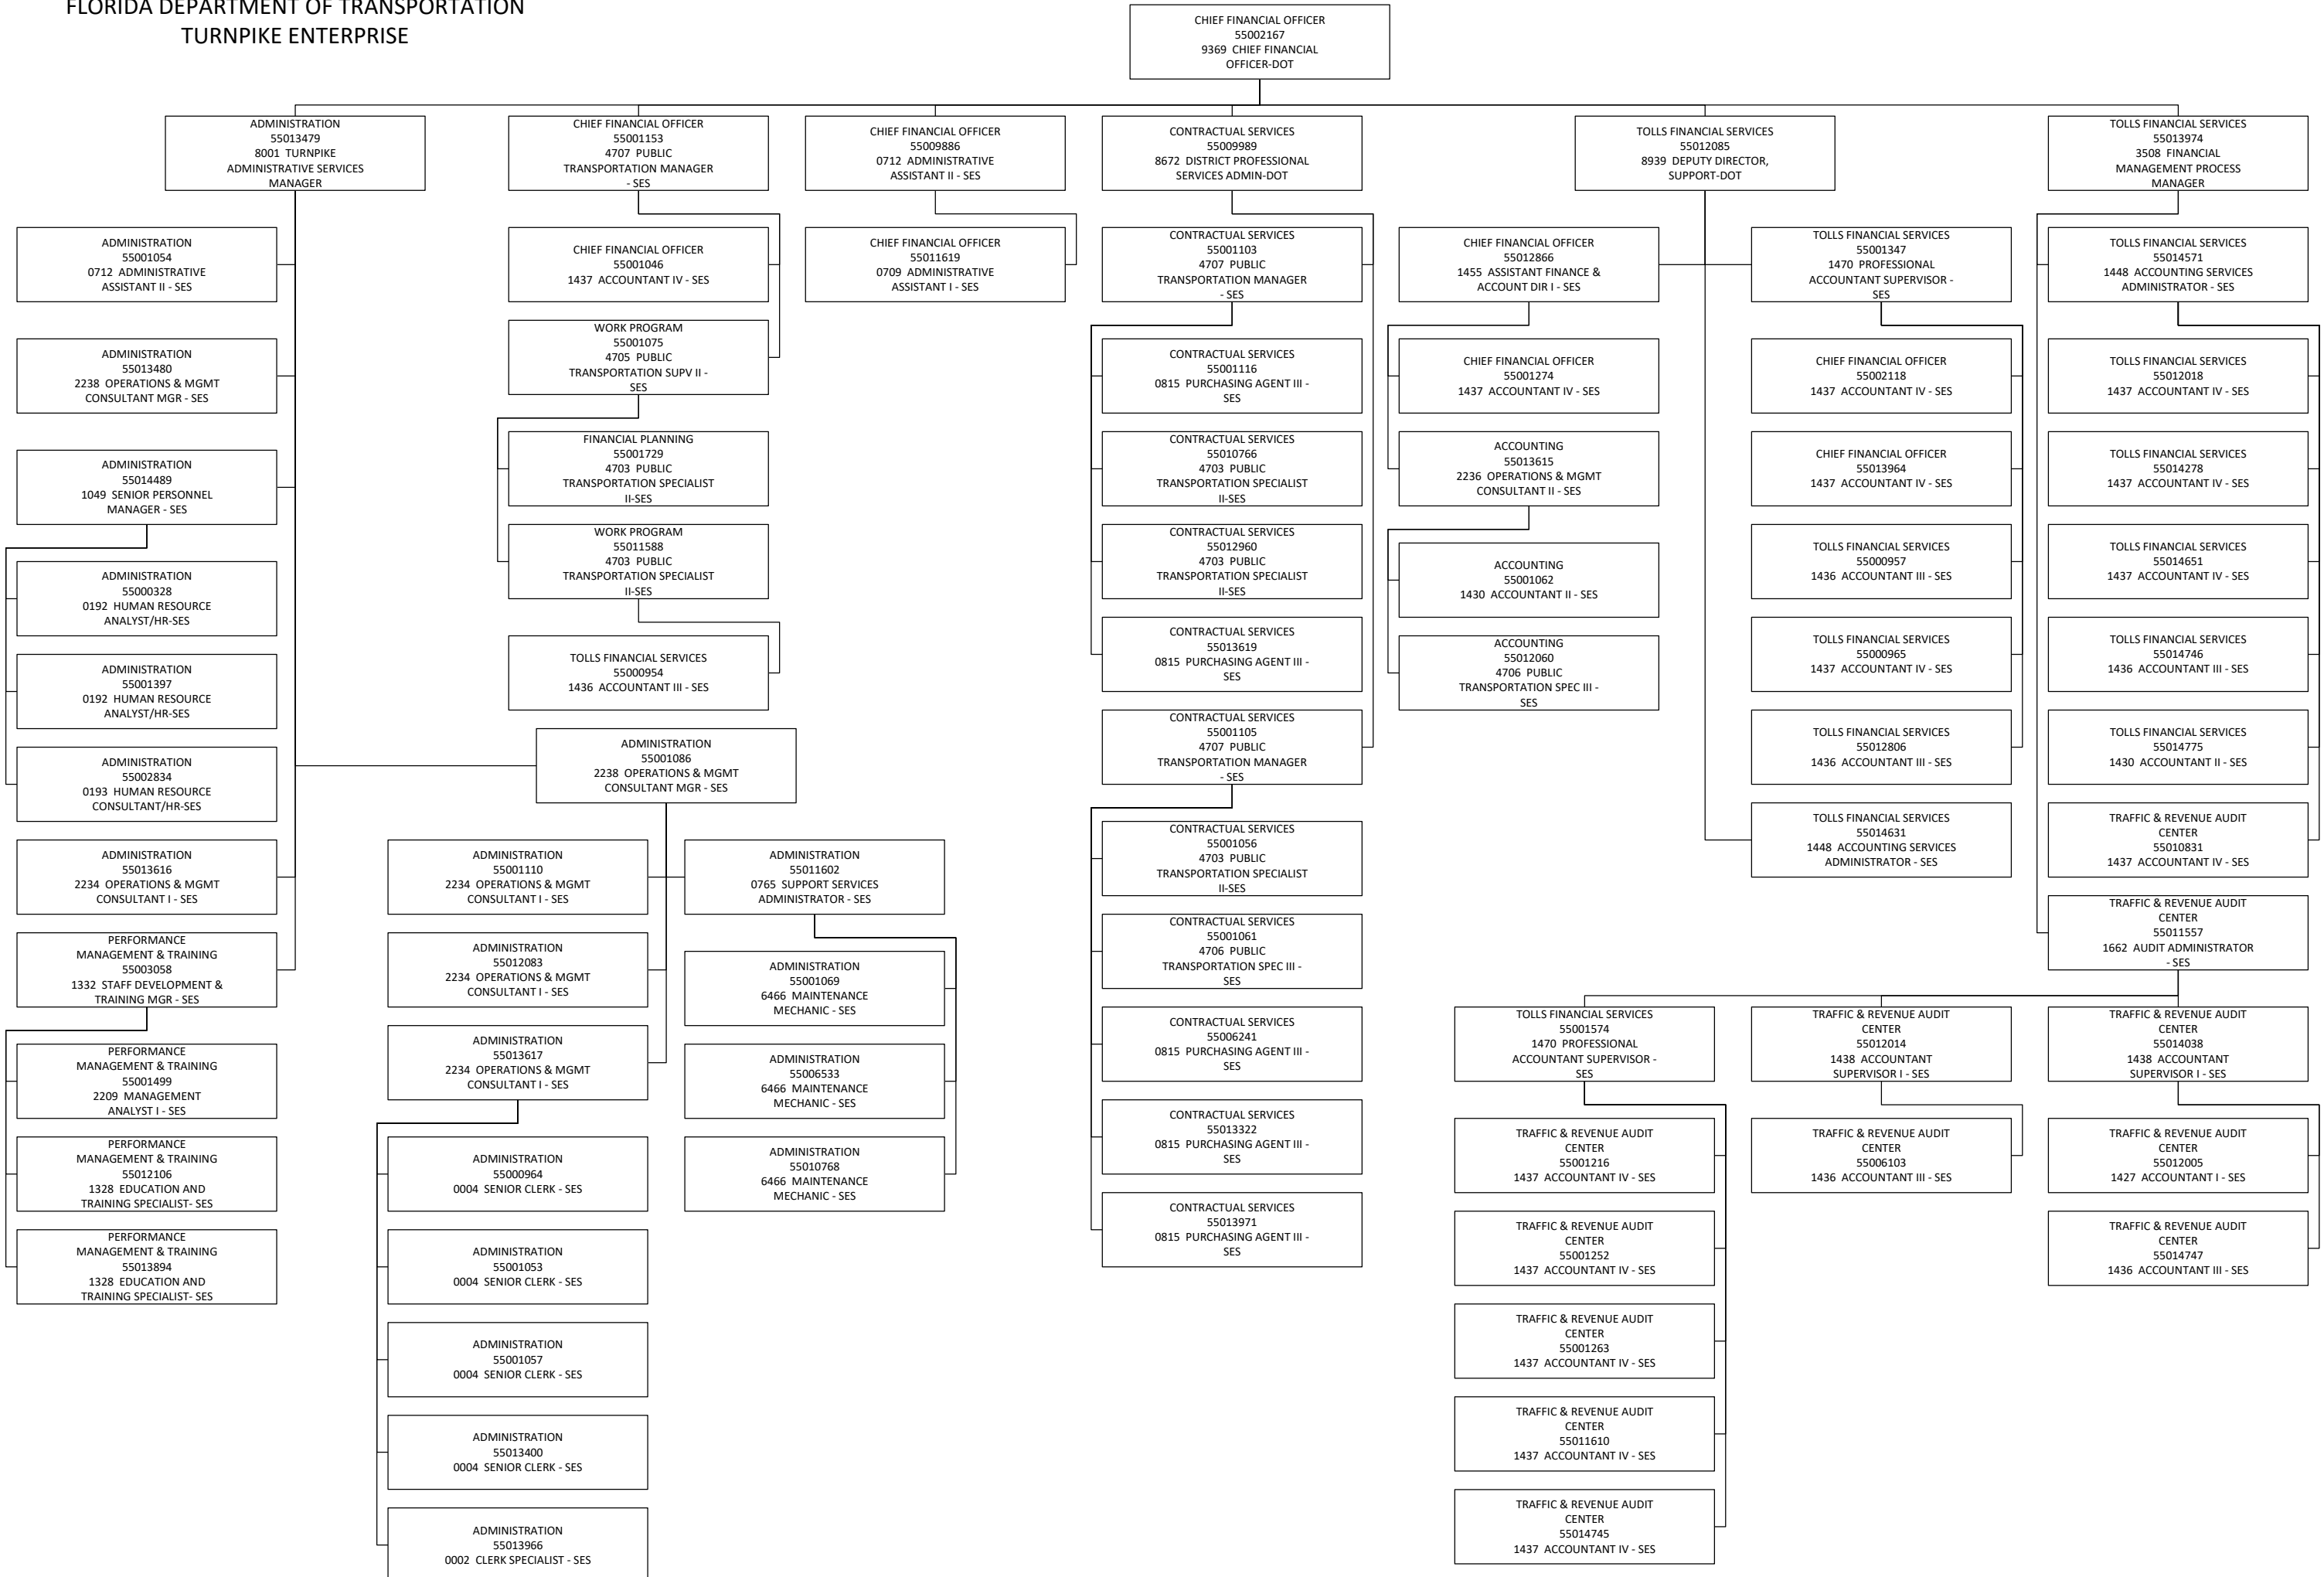 FLORIDA DEPARTMENT OF TRANSPORTATION
TURNPIKE ENTERPRISE
CHIEF FINANCIAL OFFICER
55002167
9369 CHIEF FINANCIAL
OFFICER-DOT
ADMINISTRATION
55013479
8001 TURNPIKE
ADMINISTRATIVE SERVICES
MANAGER
CHIEF FINANCIAL OFFICER
55001153
4707 PUBLIC
TRANSPORTATION MANAGER
- SES
CHIEF FINANCIAL OFFICER
55009886
0712 ADMINISTRATIVE
ASSISTANT II - SES
CONTRACTUAL SERVICES
55009989
8672 DISTRICT PROFESSIONAL
SERVICES ADMIN-DOT
TOLLS FINANCIAL SERVICES
55012085
8939 DEPUTY DIRECTOR,
SUPPORT-DOT
TOLLS FINANCIAL SERVICES
55013974
3508 FINANCIAL
MANAGEMENT PROCESS
MANAGER
ADMINISTRATION
55001054
0712 ADMINISTRATIVE
ASSISTANT II - SES
ADMINISTRATION
55013480
2238 OPERATIONS & MGMT
CONSULTANT MGR - SES
ADMINISTRATION
55014489
1049 SENIOR PERSONNEL
MANAGER - SES
ADMINISTRATION
55000328
0192 HUMAN RESOURCE
ANALYST/HR-SES
ADMINISTRATION
55001397
0192 HUMAN RESOURCE
ANALYST/HR-SES
ADMINISTRATION
55002834
0193 HUMAN RESOURCE
CONSULTANT/HR-SES
ADMINISTRATION
55013616
2234 OPERATIONS & MGMT
CONSULTANT I - SES
PERFORMANCE
MANAGEMENT & TRAINING
55003058
1332 STAFF DEVELOPMENT &
TRAINING MGR - SES
PERFORMANCE
MANAGEMENT & TRAINING
55001499
2209 MANAGEMENT
ANALYST I - SES
PERFORMANCE
MANAGEMENT & TRAINING
55012106
1328 EDUCATION AND
TRAINING SPECIALIST- SES
PERFORMANCE
MANAGEMENT & TRAINING
55013894
1328 EDUCATION AND
TRAINING SPECIALIST- SES
CHIEF FINANCIAL OFFICER
55001046
1437 ACCOUNTANT IV - SES
WORK PROGRAM
55001075
4705 PUBLIC
TRANSPORTATION SUPV II -
SES
FINANCIAL PLANNING
55001729
4703 PUBLIC
TRANSPORTATION SPECIALIST
II-SES
WORK PROGRAM
55011588
4703 PUBLIC
TRANSPORTATION SPECIALIST
II-SES
TOLLS FINANCIAL SERVICES
55000954
1436 ACCOUNTANT III - SES
ADMINISTRATION
55001086
2238 OPERATIONS & MGMT
CONSULTANT MGR - SES
ADMINISTRATION
55001110
2234 OPERATIONS & MGMT
CONSULTANT I - SES
ADMINISTRATION
55012083
2234 OPERATIONS & MGMT
CONSULTANT I - SES
ADMINISTRATION
55013617
2234 OPERATIONS & MGMT
CONSULTANT I - SES
ADMINISTRATION
55000964
0004 SENIOR CLERK - SES
ADMINISTRATION
55001053
0004 SENIOR CLERK - SES
ADMINISTRATION
55001057
0004 SENIOR CLERK - SES
ADMINISTRATION
55013400
0004 SENIOR CLERK - SES
ADMINISTRATION
55013966
0002 CLERK SPECIALIST - SES
ADMINISTRATION
55011602
0765 SUPPORT SERVICES
ADMINISTRATOR - SES
ADMINISTRATION
55001069
6466 MAINTENANCE
MECHANIC - SES
ADMINISTRATION
55006533
6466 MAINTENANCE
MECHANIC - SES
ADMINISTRATION
55010768
6466 MAINTENANCE
MECHANIC - SES
CHIEF FINANCIAL OFFICER
55011619
0709 ADMINISTRATIVE
ASSISTANT I - SES
CONTRACTUAL SERVICES
55001103
4707 PUBLIC
TRANSPORTATION MANAGER
- SES
CONTRACTUAL SERVICES
55001116
0815 PURCHASING AGENT III -
SES
CONTRACTUAL SERVICES
55010766
4703 PUBLIC
TRANSPORTATION SPECIALIST
II-SES
CONTRACTUAL SERVICES
55012960
4703 PUBLIC
TRANSPORTATION SPECIALIST
II-SES
CONTRACTUAL SERVICES
55013619
0815 PURCHASING AGENT III -
SES
CONTRACTUAL SERVICES
55001105
4707 PUBLIC
TRANSPORTATION MANAGER
- SES
CONTRACTUAL SERVICES
55001056
4703 PUBLIC
TRANSPORTATION SPECIALIST
II-SES
CONTRACTUAL SERVICES
55001061
4706 PUBLIC
TRANSPORTATION SPEC III -
SES
CONTRACTUAL SERVICES
55006241
0815 PURCHASING AGENT III -
SES
CONTRACTUAL SERVICES
55013322
0815 PURCHASING AGENT III -
SES
CONTRACTUAL SERVICES
55013971
0815 PURCHASING AGENT III -
SES
CHIEF FINANCIAL OFFICER
55012866
1455 ASSISTANT FINANCE &
ACCOUNT DIR I - SES
CHIEF FINANCIAL OFFICER
55001274
1437 ACCOUNTANT IV - SES
ACCOUNTING
55013615
2236 OPERATIONS & MGMT
CONSULTANT II - SES
ACCOUNTING
55001062
1430 ACCOUNTANT II - SES
ACCOUNTING
55012060
4706 PUBLIC
TRANSPORTATION SPEC III -
SES
TOLLS FINANCIAL SERVICES
55001347
1470 PROFESSIONAL
ACCOUNTANT SUPERVISOR -
SES
CHIEF FINANCIAL OFFICER
55002118
1437 ACCOUNTANT IV - SES
CHIEF FINANCIAL OFFICER
55013964
1437 ACCOUNTANT IV - SES
TOLLS FINANCIAL SERVICES
55000957
1436 ACCOUNTANT III - SES
TOLLS FINANCIAL SERVICES
55000965
1437 ACCOUNTANT IV - SES
TOLLS FINANCIAL SERVICES
55012806
1436 ACCOUNTANT III - SES
TOLLS FINANCIAL SERVICES
55014631
1448 ACCOUNTING SERVICES
ADMINISTRATOR - SES
TOLLS FINANCIAL SERVICES
55014571
1448 ACCOUNTING SERVICES
ADMINISTRATOR - SES
TOLLS FINANCIAL SERVICES
55012018
1437 ACCOUNTANT IV - SES
TOLLS FINANCIAL SERVICES
55014278
1437 ACCOUNTANT IV - SES
TOLLS FINANCIAL SERVICES
55014651
1437 ACCOUNTANT IV - SES
TOLLS FINANCIAL SERVICES
55014746
1436 ACCOUNTANT III - SES
TOLLS FINANCIAL SERVICES
55014775
1430 ACCOUNTANT II - SES
TRAFFIC & REVENUE AUDIT
CENTER
55010831
1437 ACCOUNTANT IV - SES
TRAFFIC & REVENUE AUDIT
CENTER
55011557
1662 AUDIT ADMINISTRATOR
- SES
TOLLS FINANCIAL SERVICES
55001574
1470 PROFESSIONAL
ACCOUNTANT SUPERVISOR -
SES
TRAFFIC & REVENUE AUDIT
CENTER
55001216
1437 ACCOUNTANT IV - SES
TRAFFIC & REVENUE AUDIT
CENTER
55001252
1437 ACCOUNTANT IV - SES
TRAFFIC & REVENUE AUDIT
CENTER
55001263
1437 ACCOUNTANT IV - SES
TRAFFIC & REVENUE AUDIT
CENTER
55011610
1437 ACCOUNTANT IV - SES
TRAFFIC & REVENUE AUDIT
CENTER
55014745
1437 ACCOUNTANT IV - SES
TRAFFIC & REVENUE AUDIT
CENTER
55012014
1438 ACCOUNTANT
SUPERVISOR I - SES
TRAFFIC & REVENUE AUDIT
CENTER
55006103
1436 ACCOUNTANT III - SES
TRAFFIC & REVENUE AUDIT
CENTER
55014038
1438 ACCOUNTANT
SUPERVISOR I - SES
TRAFFIC & REVENUE AUDIT
CENTER
55012005
1427 ACCOUNTANT I - SES
TRAFFIC & REVENUE AUDIT
CENTER
55014747
1436 ACCOUNTANT III - SES